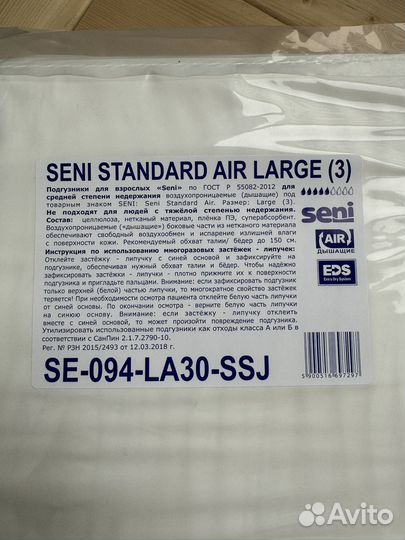 SENI STANDARD AIR LARGE (3)
Подгузники для взрослых «Seni» по ГОСТ Р 55082-2012 для
средней степени недержания воздухопроницаемые (дышащие) под
товарным знаком SENI: Seni Standard Air. Размер: Large (3).
Не подходят для людей с тяжёлой степенью недержания.
Состав: целлюлоза, нетканый материал, плёнка ПЭ, суперабсорбент.
Воздухопроницаемые («дышащие») боковые части из нетканого материала
обеспечивают свободный воздухообмен и испарение излишней влаги
с поверхности кожи. Рекомендуемый обхват талии/ бёдер до 150 см.
Инструкция по использованию многоразовых застёжек - липучек:
Отклейте застёжку - липучку с синей основой и зафиксируйте на
подгузнике, обеспечивая нужный обхват талии и бедер. Зафиксировав
застёжки - липучки на подгузнике - плотно прижмите их к поверхности
подгузника и пригладьте пальцами. Внимание: если зафиксировать подгузник
только верхней (белой) частью липучки, то многократное свойство застёжек
теряется! При необходимости осмотра пациента отклейте белую часть липучки
от синей основы. По окончании осмотра - верните белую часть липучки
на синюю основу. Внимание: если застёжку - липучку отклеить
вместе с синей основой, то может произойти повреждение подгузника.
Утилизировать использованные подгузники как отходы класса А или Б в
соответствии с СанПин 2.1.7.2790-10.
Рег. № РЗН 2015/2493 от 12.03.2018 г.
SE-094-LA30-SSJ
seni
AIR
ДЫШАЩИЕ
EDS
Extra Dry System
5 900516 697297
Avito